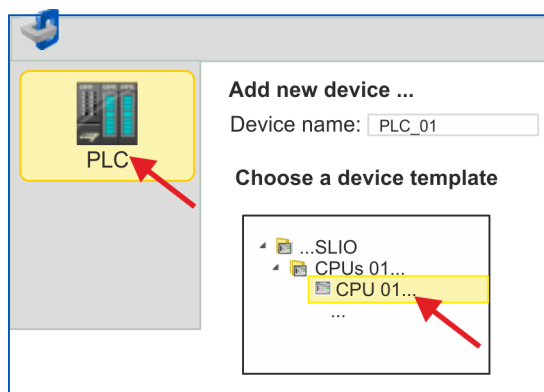 PLC
Add new device ...
Device name: PLC_01
Choose a device template
...SLIO
CPUs 01...
CPU 01...
...